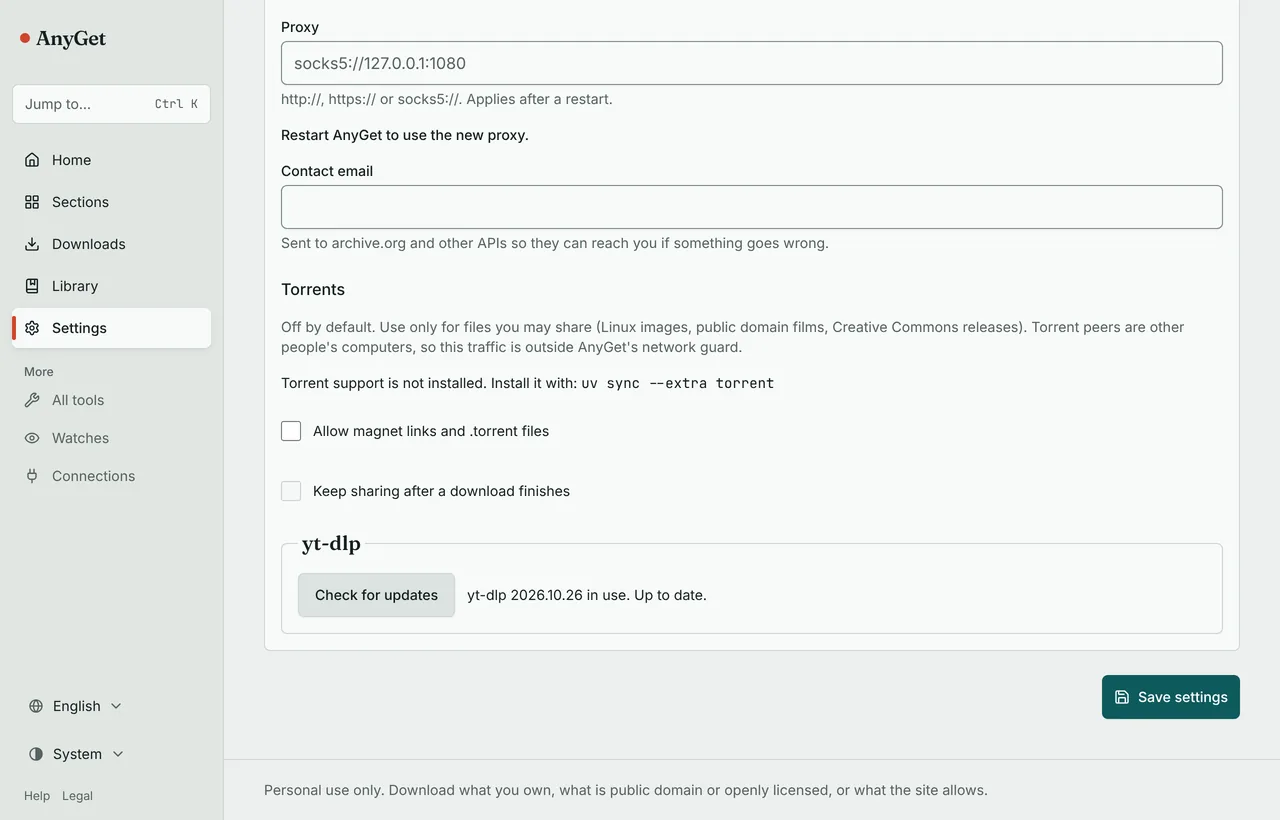 AnyGet
Jump to... Ctrl K
Home
Sections
Downloads
Library
Settings
More
All tools
Watches
Connections
English
System
Help Legal
Proxy
socks5://127.0.0.1:1080
http://, https:// or socks5://. Applies after a restart.
Restart AnyGet to use the new proxy.
Contact email
Sent to archive.org and other APIs so they can reach you if something goes wrong.
Torrents
Off by default. Use only for files you may share (Linux images, public domain films, Creative Commons releases). Torrent peers are other
people's computers, so this traffic is outside AnyGet's network guard.
Torrent support is not installed. Install it with: uv sync --extra torrent
Allow magnet links and .torrent files
Keep sharing after a download finishes
yt-dlp
Check for updates yt-dlp 2026.10.26 in use. Up to date.
Save settings
Personal use only. Download what you own, what is public domain or openly licensed, or what the site allows.